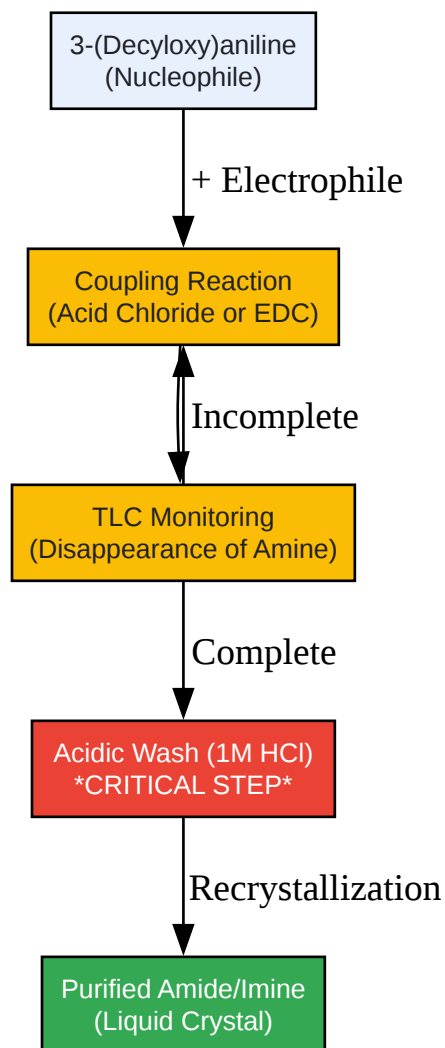 3-(Decyloxy)aniline
(Nucleophile)
+ Electrophile
Coupling Reaction
(Acid Chloride or EDC)
Incomplete
TLC Monitoring
(Disappearance of Amine)
Complete
Acidic Wash (1M HCl)
*CRITICAL STEP*
Recrystallization
Purified Amide/Imine
(Liquid Crystal)